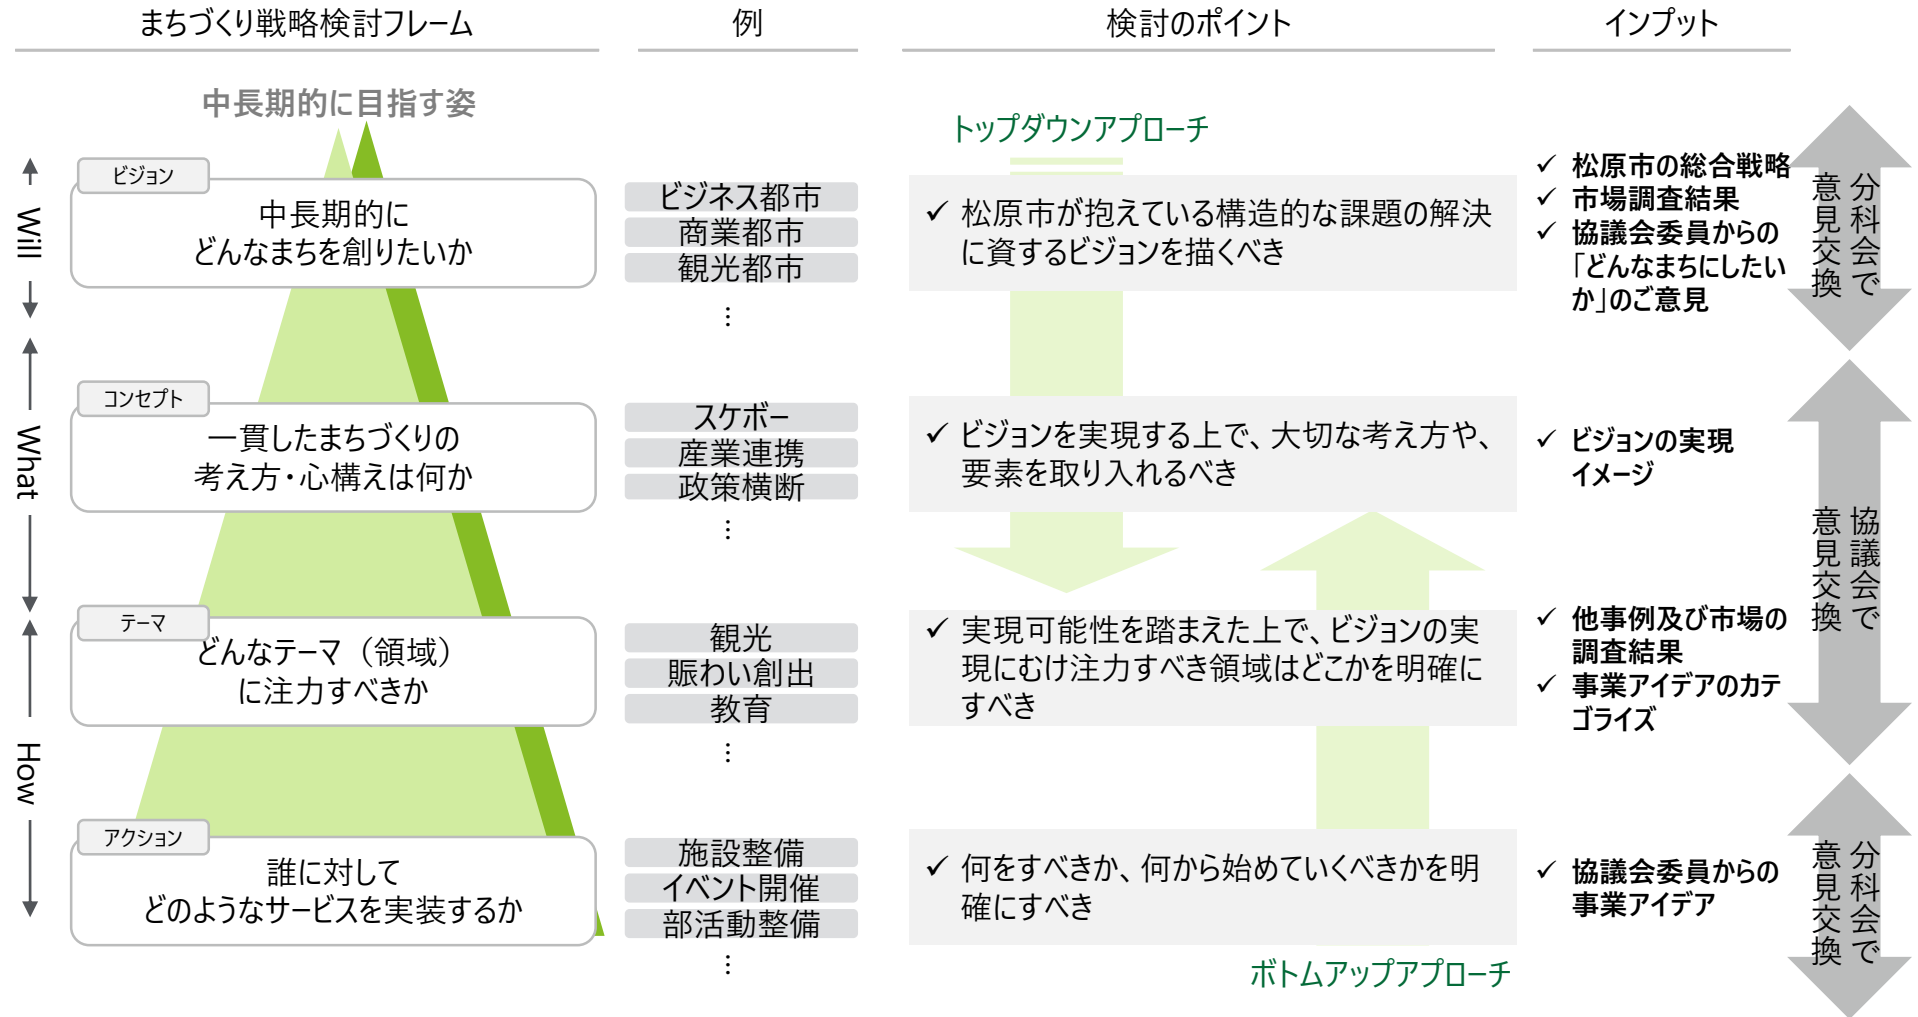 まちづくり戦略検討フレーム
例
検討のポイント
インプット
中長期的に目指す姿
トップダウンアプローチ
Will
ビジョン
中長期的に
どんなまちを創りたいか
ビジネス都市
商業都市
観光都市
…
✓ 松原市が抱えている構造的な課題の解決
に資するビジョンを描くべき
✓ 松原市の総合戦略
✓ 市場調査結果
✓ 協議会委員からの
「どんなまちにしたい
か」のご意見
分科会で
意見交換
What
コンセプト
一貫したまちづくりの
考え方・心構えは何か
スケボー
産業連携
政策横断
…
✓ ビジョンを実現する上で、大切な考え方や、
要素を取り入れるべき
✓ ビジョンの実現
イメージ
協議会で
意見交換
How
テーマ
どんなテーマ（領域）
に注力すべきか
観光
賑わい創出
教育
…
✓ 実現可能性を踏まえた上で、ビジョンの実
現にむけ注力すべき領域はどこかを明確に
すべき
✓ 他事例及び市場の
調査結果
✓ 事業アイデアのカテ
ゴライズ
アクション
誰に対して
どのようなサービスを実装するか
施設整備
イベント開催
部活動整備
…
✓ 何をすべきか、何から始めていくべきかを明
確にすべき
✓ 協議会委員からの
事業アイデア
分科会で
意見交換
ボトムアップアプローチ